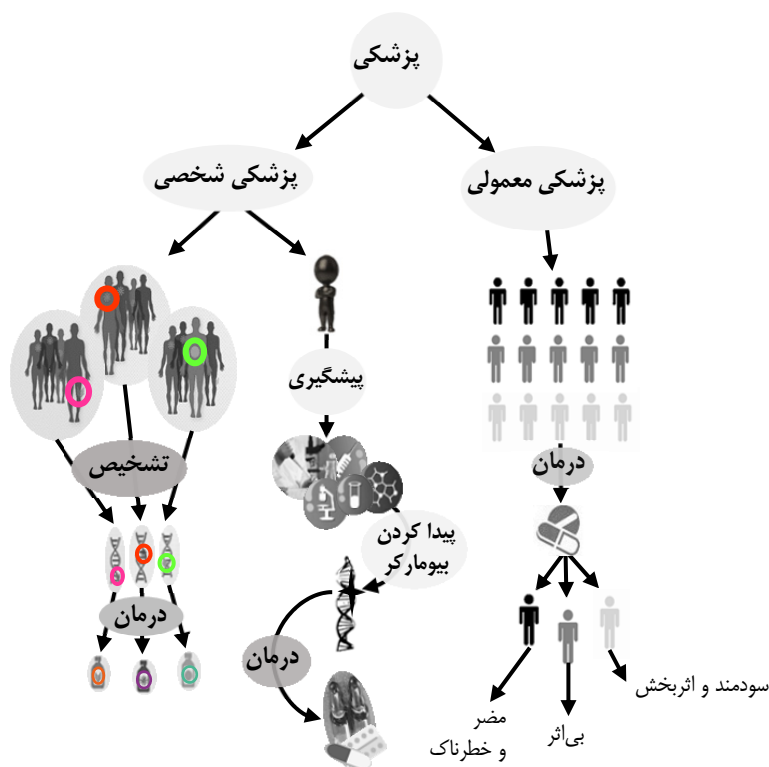 پزشکی
پزشکی معمولی
پزشکی شخصی
پیشگیری
تشخیص
درمان
پیدا کردن
بیومارکر
درمان
درمان
سودمند و اثربخش
بی‌اثر
مضر
و خطرناک